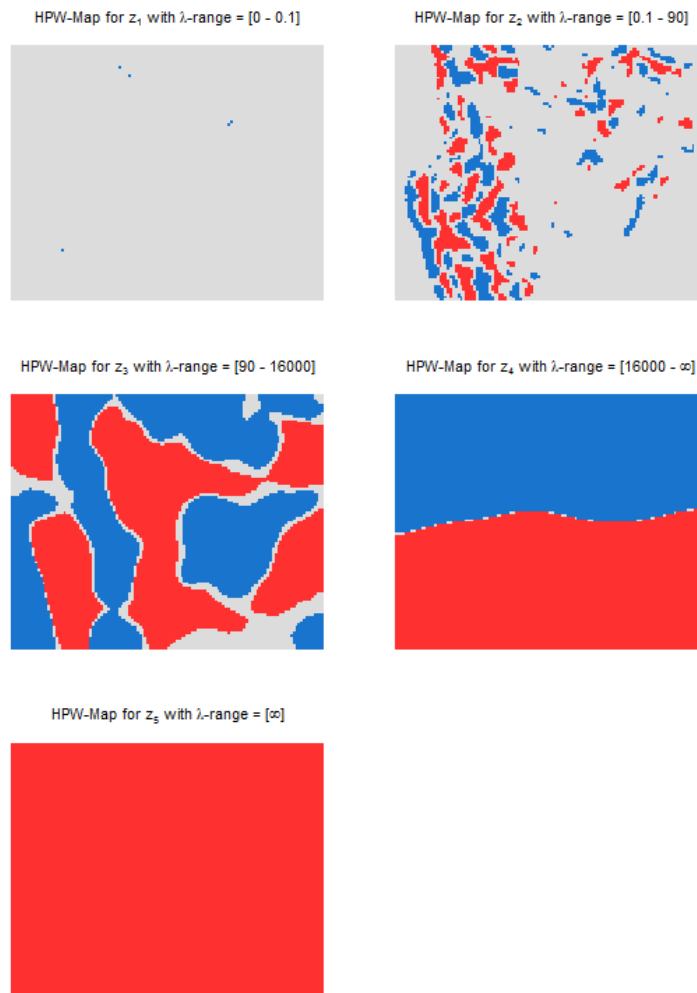 HPW-Map for z₁ with λ-range = [0 - 0.1]
HPW-Map for z₂ with λ-range = [0.1 - 90]
HPW-Map for z₃ with λ-range = [90 - 16000]
HPW-Map for z₄ with λ-range = [16000 - ∞]
HPW-Map for z₅ with λ-range = [∞]